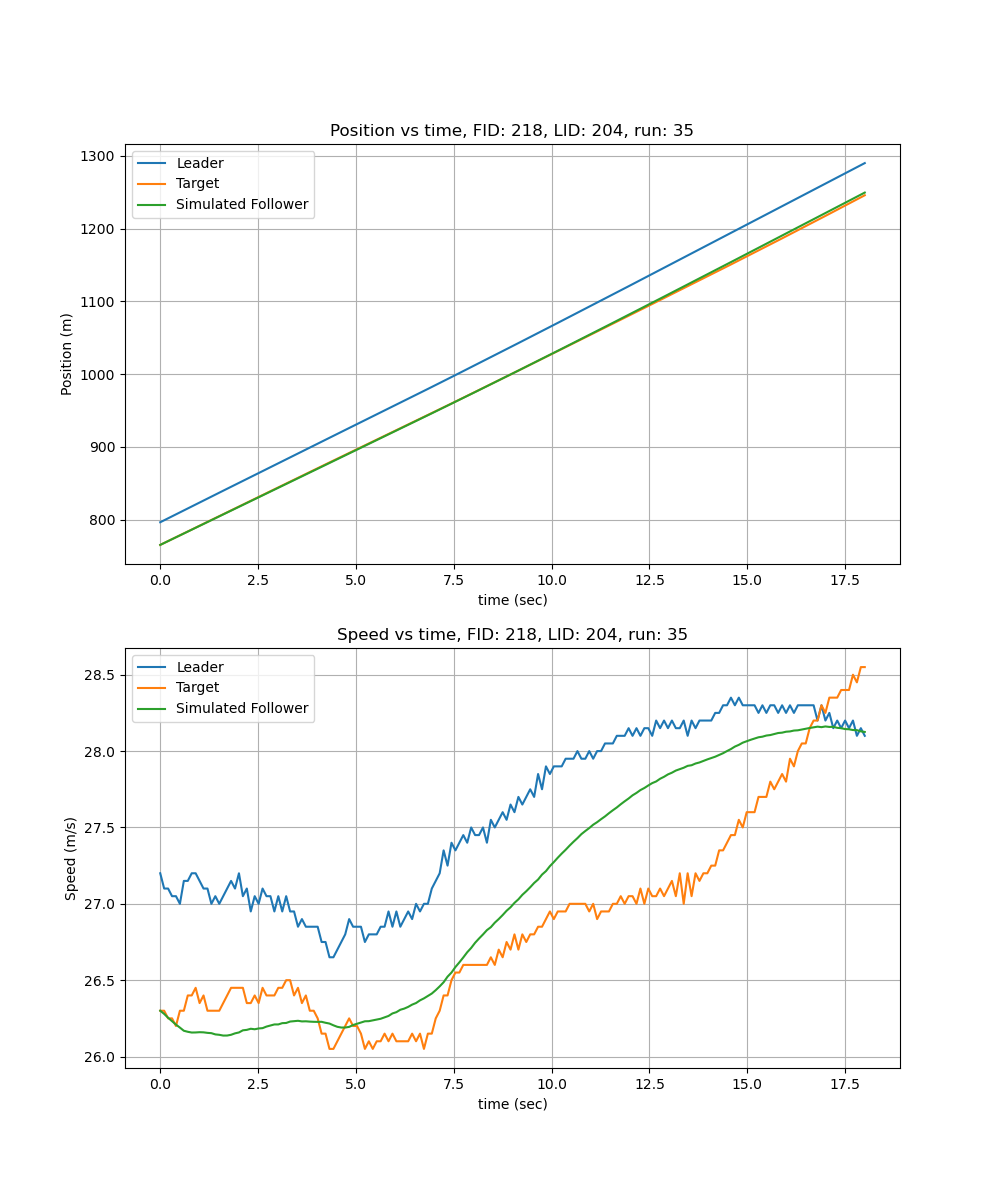 Position vs time, FID: 218, LID: 204, run: 35
Leader
Target
Simulated Follower
1300
1200
1100
1000
900
800
Position (m)
0.0 2.5 5.0 7.5 10.0 12.5 15.0 17.5
time (sec)
Speed vs time, FID: 218, LID: 204, run: 35
Leader
Target
Simulated Follower
28.5
28.0
27.5
27.0
26.5
26.0
Speed (m/s)
0.0 2.5 5.0 7.5 10.0 12.5 15.0 17.5
time (sec)